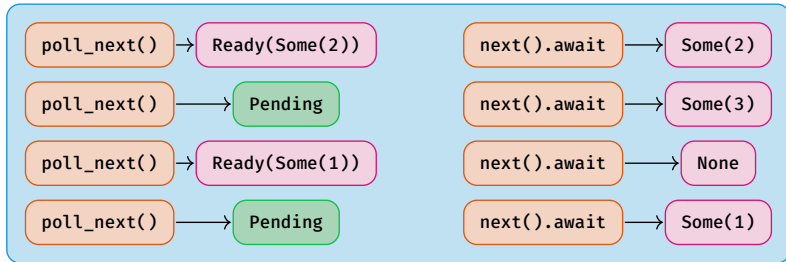 poll_next() Ready(Some(2)) next().await Some(2)
poll_next() Pending next().await Some(3)
poll_next() Ready(Some(1)) next().await None
poll_next() Pending next().await Some(1)